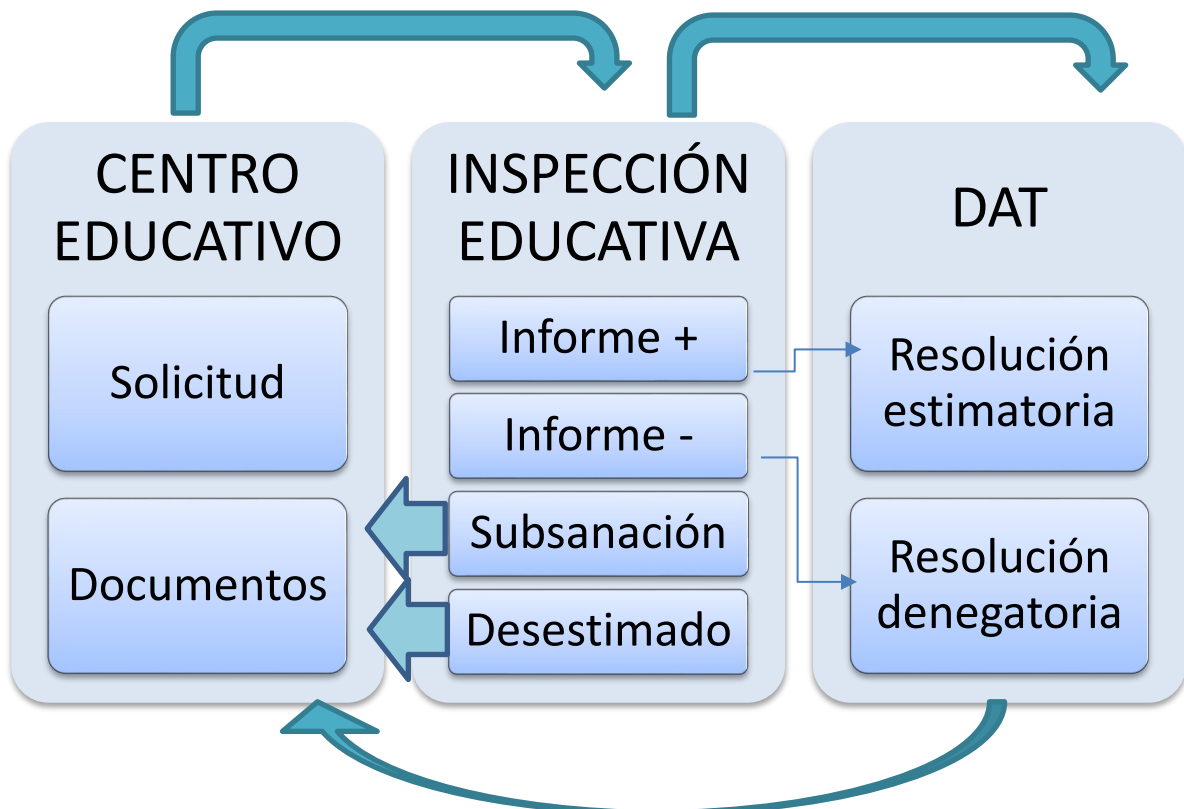 CENTRO
EDUCATIVO
Solicitud
Documentos
INSPECCIÓN
EDUCATIVA
Informe +
Informe -
Subsanación
Desestimado
DAT
Resolución
estimatoria
Resolución
denegatoria